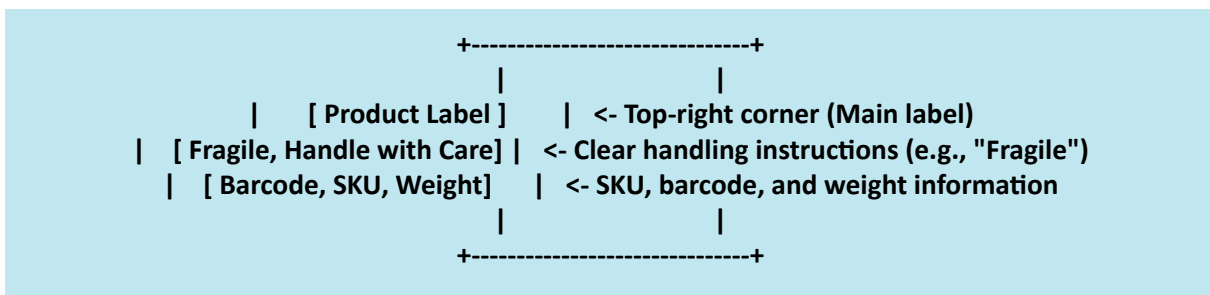 +-------------------------------+
| |
| [ Product Label ] | <- Top-right corner (Main label)
| [ Fragile, Handle with Care] | <- Clear handling instructions (e.g., "Fragile")
| [ Barcode, SKU, Weight] | <- SKU, barcode, and weight information
| |
+-------------------------------+